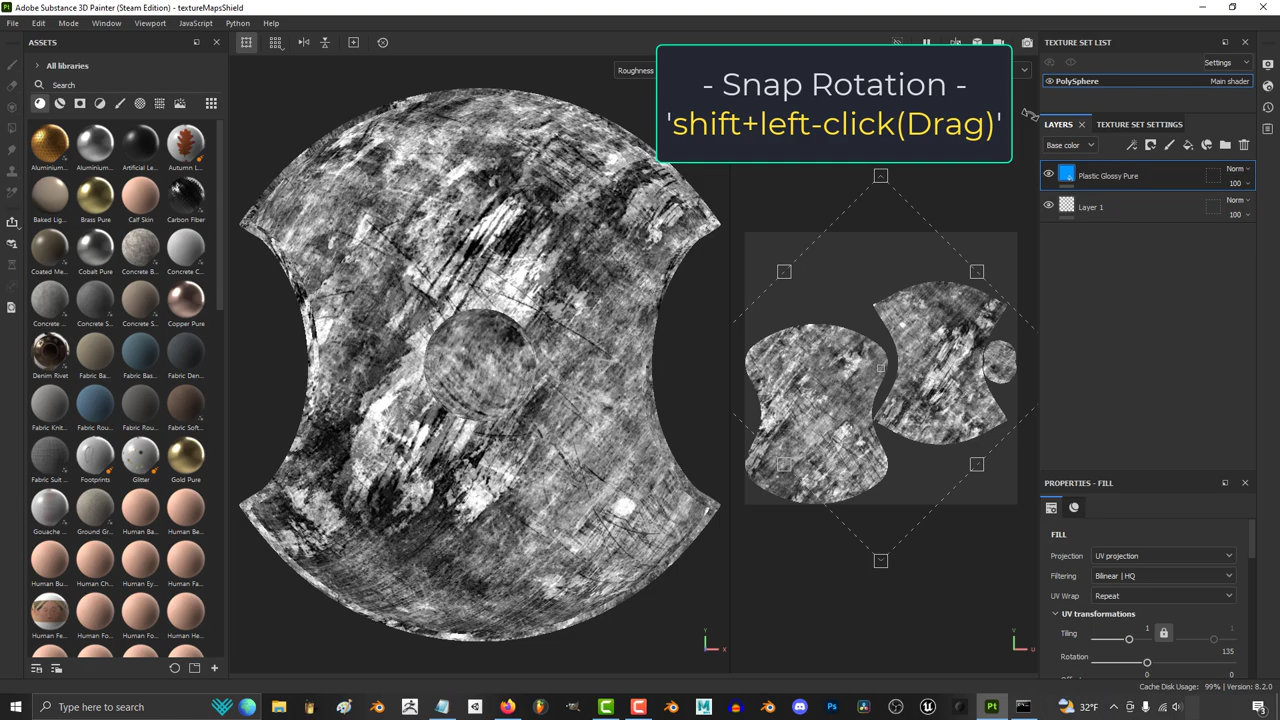 Adobe Substance 3D Painter (Steam Edition) - textureMapsShield
File Edit Mode Window Viewport JavaScript Python Help
ASSETS
All libraries
Search
Aluminium... Aluminium... Artificial Le... Autumn L...
Baked Lig... Brass Pure Calf Skin Carbon Fiber
Coated Me... Cobalt Pure Concrete B... Concrete C...
Concrete ... Concrete S... Concrete S... Copper Pure
Denim Rivet Fabric Ba... Fabric Bas... Fabric Den...
Fabric Knit... Fabric Rou... Fabric Rou... Fabric Soft...
Fabric Suit ... Footprints Glitter Gold Pure
Gouache ... Ground Gr... Human Ba... Human Be...
Human Bu... Human Ch... Human Ey... Human Fa...
Human Fe... Human Fo... Human Fo... Human He...
Roughness
- Snap Rotation -
'shift+left-click(Drag)'
Y
X
V
U
TEXTURE SET LIST
Settings
PolySphere Main shader
LAYERS TEXTURE SET SETTINGS
Base color
Plastic Glossy Pure Norm
100
Layer 1 Norm
100
PROPERTIES - FILL
FILL
Projection UV projection
Filtering Bilinear | HQ
UV Wrap Repeat
UV transformations
Tiling 1 1
Rotation 135
0 0
Cache Disk Usage: 99% | Version: 8.2.0
Type here to search
32°F